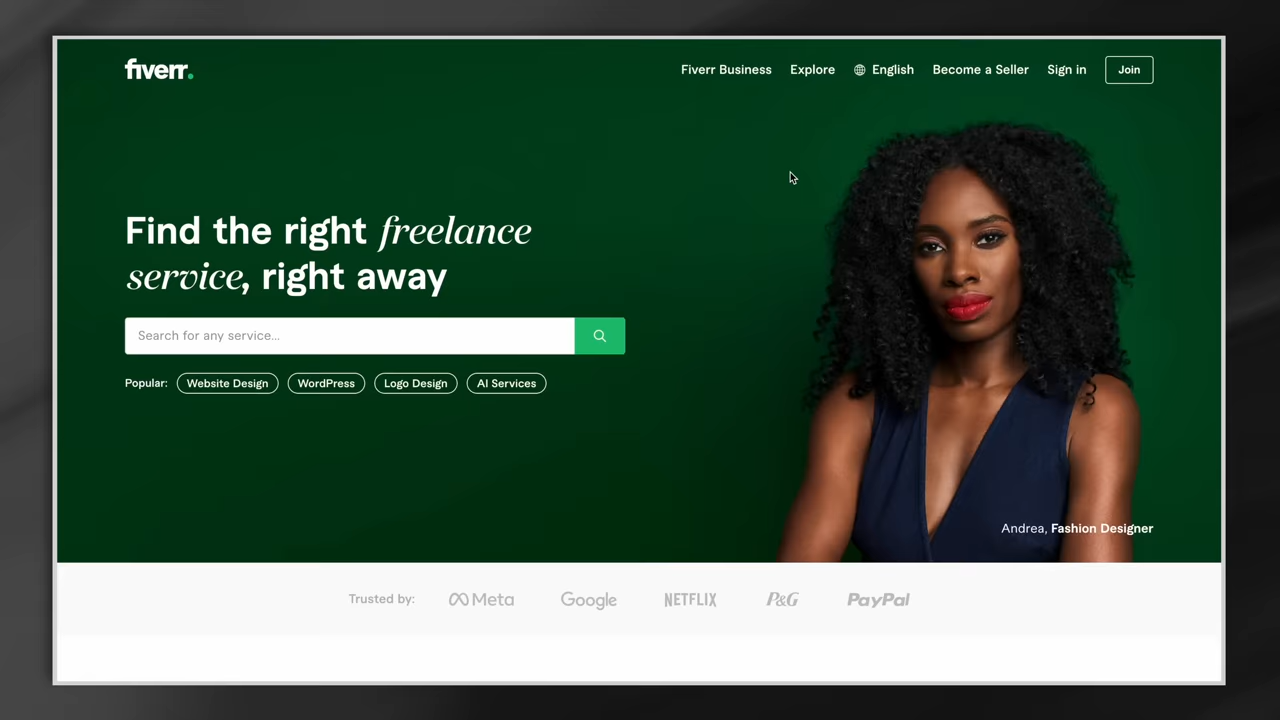 fiverr.
Fiverr Business Explore English Become a Seller Sign in Join
Find the right freelance
service, right away
Search for any service...
Popular: Website Design WordPress Logo Design AI Services
Andrea, Fashion Designer
Trusted by: Meta Google NETFLIX P&G PayPal